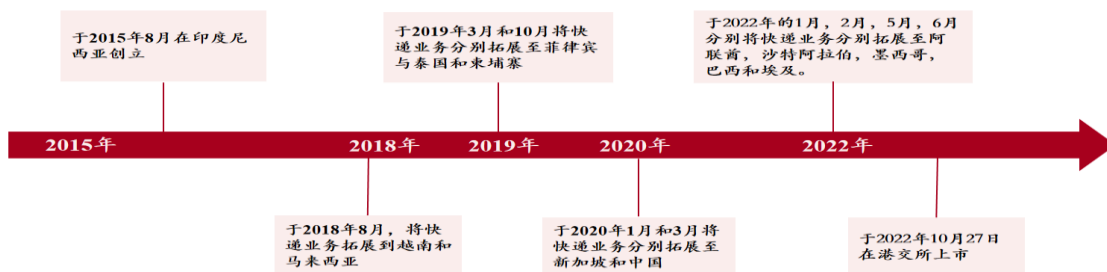 于2015年8月在印度尼
西亚创立
于2019年3月和10月将快
递业务分别拓展至菲律宾
与泰国和柬埔寨
于2022年的1月，2月，5月，6月
分别将快递业务分别拓展至阿
联酋，沙特阿拉伯，墨西哥，
巴西和埃及。
2015年
2018年
2019年
2020年
2022年
于2018年8月，将快
递业务拓展到越南和
马来西亚
于2020年1月和3月将
快递业务分别拓展至
新加坡和中国
于2022年10月27日
在港交所上市